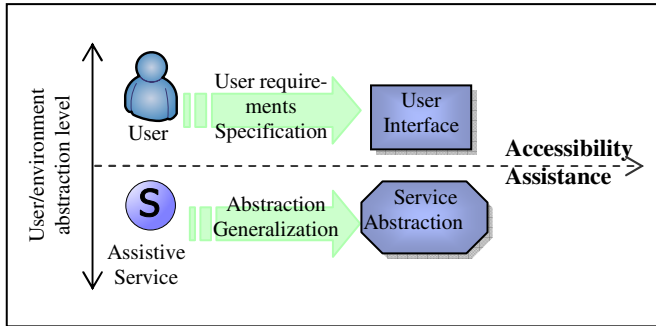 User/environment
abstraction level
User
User require-
ments
Specification
User
Interface
Accessibility
Assistance
S
Assistive
Service
Abstraction
Generalization
Service
Abstraction